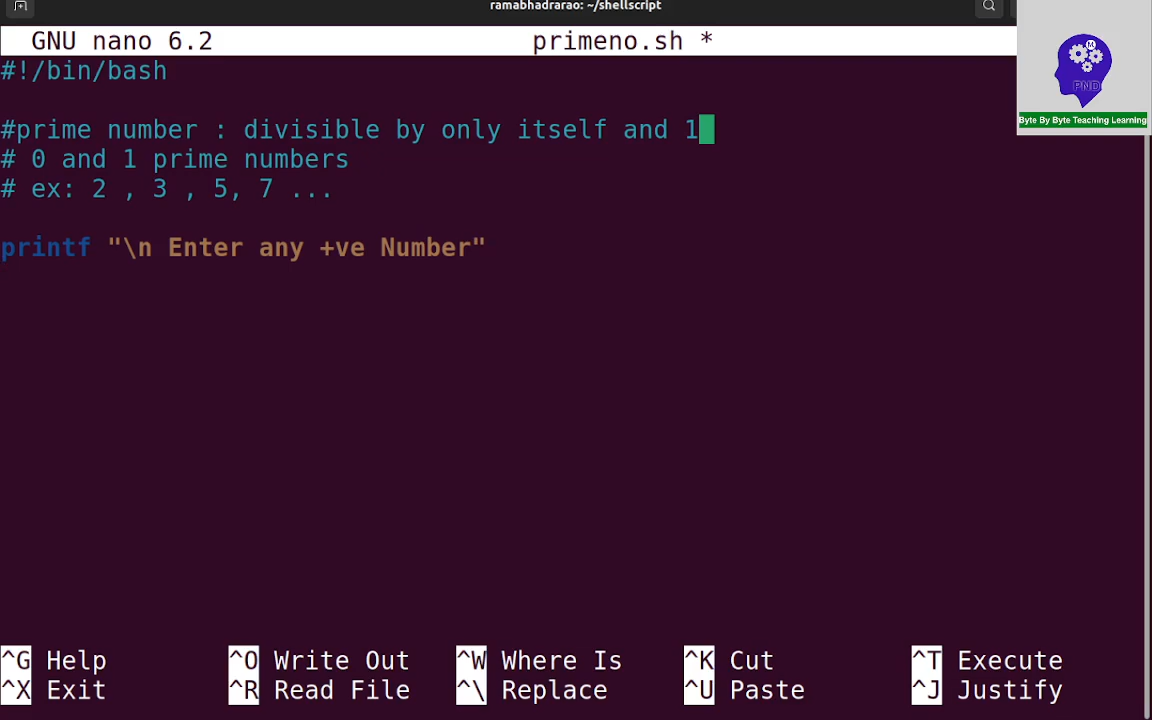 ramabhadrarao: ~/shellscript
GNU nano 6.2 primeno.sh *
#!/bin/bash
#prime number : divisible by only itself and 1
# 0 and 1 prime numbers
# ex: 2 , 3 , 5, 7 ...
printf "\n Enter any +ve Number"
PND
Byte By Byte Teaching Learning
^G Help ^O Write Out ^W Where Is ^K Cut ^T Execute
^X Exit ^R Read File ^\ Replace ^U Paste ^J Justify